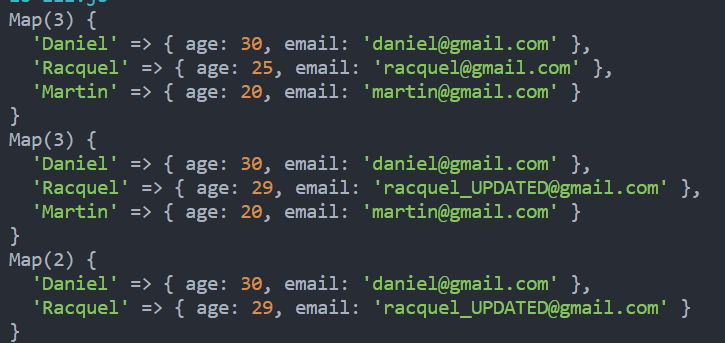 Map(3) {
  'Daniel' => { age: 30, email: 'daniel@gmail.com' },
  'Racquel' => { age: 25, email: 'racquel@gmail.com' },
  'Martin' => { age: 20, email: 'martin@gmail.com' }
}
Map(3) {
  'Daniel' => { age: 30, email: 'daniel@gmail.com' },
  'Racquel' => { age: 29, email: 'racquel_UPDATED@gmail.com' },
  'Martin' => { age: 20, email: 'martin@gmail.com' }
}
Map(2) {
  'Daniel' => { age: 30, email: 'daniel@gmail.com' },
  'Racquel' => { age: 29, email: 'racquel_UPDATED@gmail.com' }
}